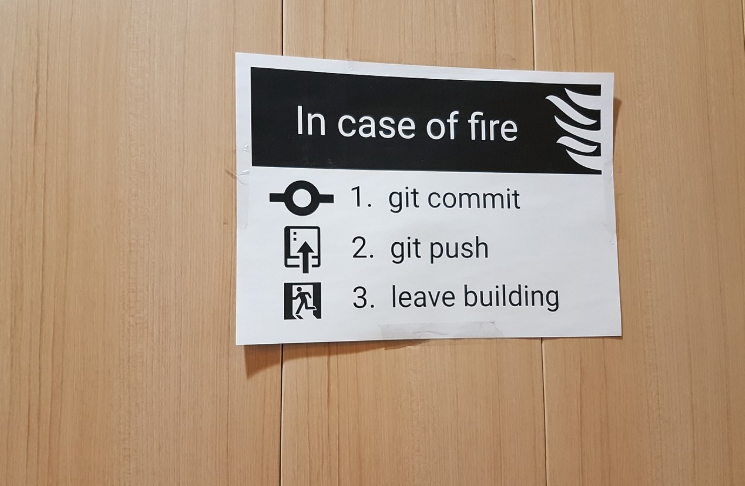 In case of fire
1. git commit
2. git push
3. leave building